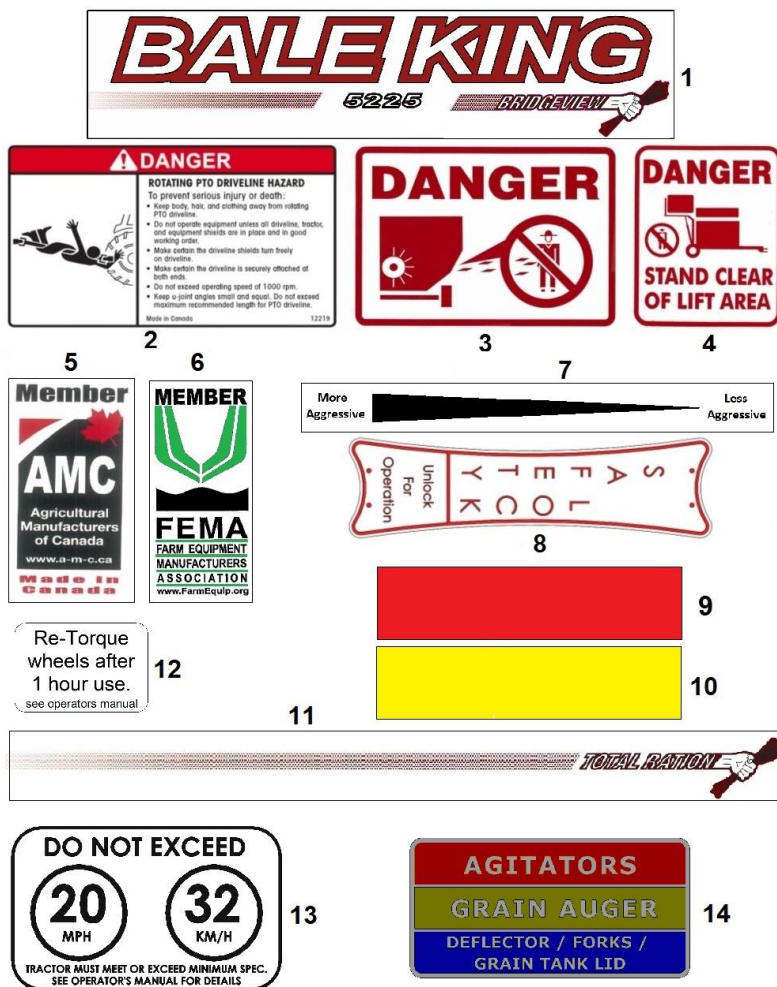 BALE KING
5225 BRIDGEVIEW
1
DANGER
ROTATING PTO DRIVELINE HAZARD
To prevent serious injury or death:
• Keep body, hair, and clothing away from rotating
PTO driveline.
• Do not operate equipment unless all driveline, tractor,
and equipment shields are in place and in good
working order.
• Make certain the driveline shields turn freely
on driveline.
• Make certain the driveline is securely attached at
both ends.
• Do not exceed operating speed of 1000 rpm.
• Keep u-joint angles small and equal. Do not exceed
maximum recommended length for PTO driveline.
Made in Canada 12219
2
DANGER
3
DANGER
STAND CLEAR
OF LIFT AREA
4
5
Member
AMC
Agricultural
Manufacturers
of Canada
www.a-m-c.ca
Made in
Canada
6
MEMBER
FEMA
FARM EQUIPMENT
MANUFACTURERS
ASSOCIATION
www.FarmEquip.org
7
More
Aggressive
Less
Aggressive
SAFETY
LOCK
Unlock
For
Operation
8
9
10
Re-Torque
wheels after
1 hour use.
see operators manual
12
11
TOTAL RATION
DO NOT EXCEED
20
MPH
32
KM/H
TRACTOR MUST MEET OR EXCEED MINIMUM SPEC.
SEE OPERATOR'S MANUAL FOR DETAILS
13
AGITATORS
GRAIN AUGER
DEFLECTOR / FORKS /
GRAIN TANK LID
14